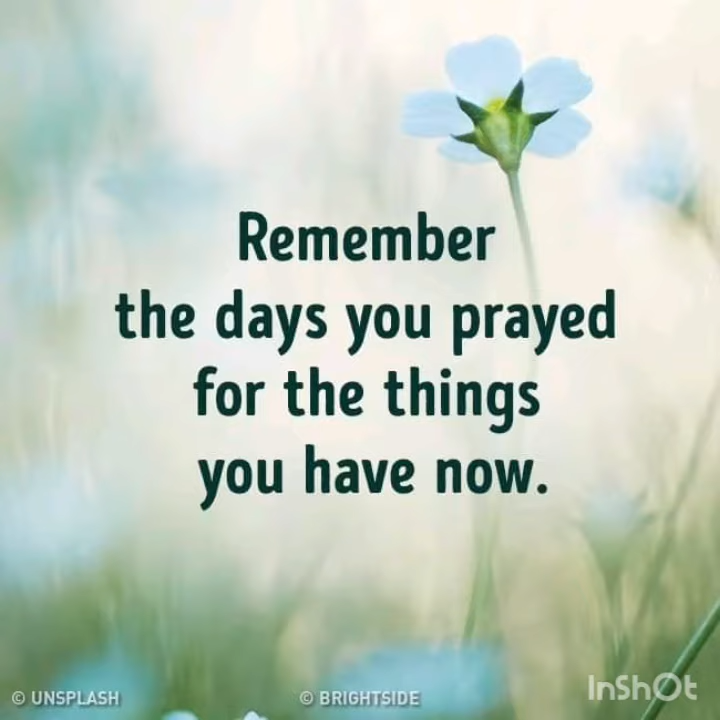 Remember
the days you prayed
for the things
you have now.
© UNSPLASH © BRIGHTSIDE InShOt